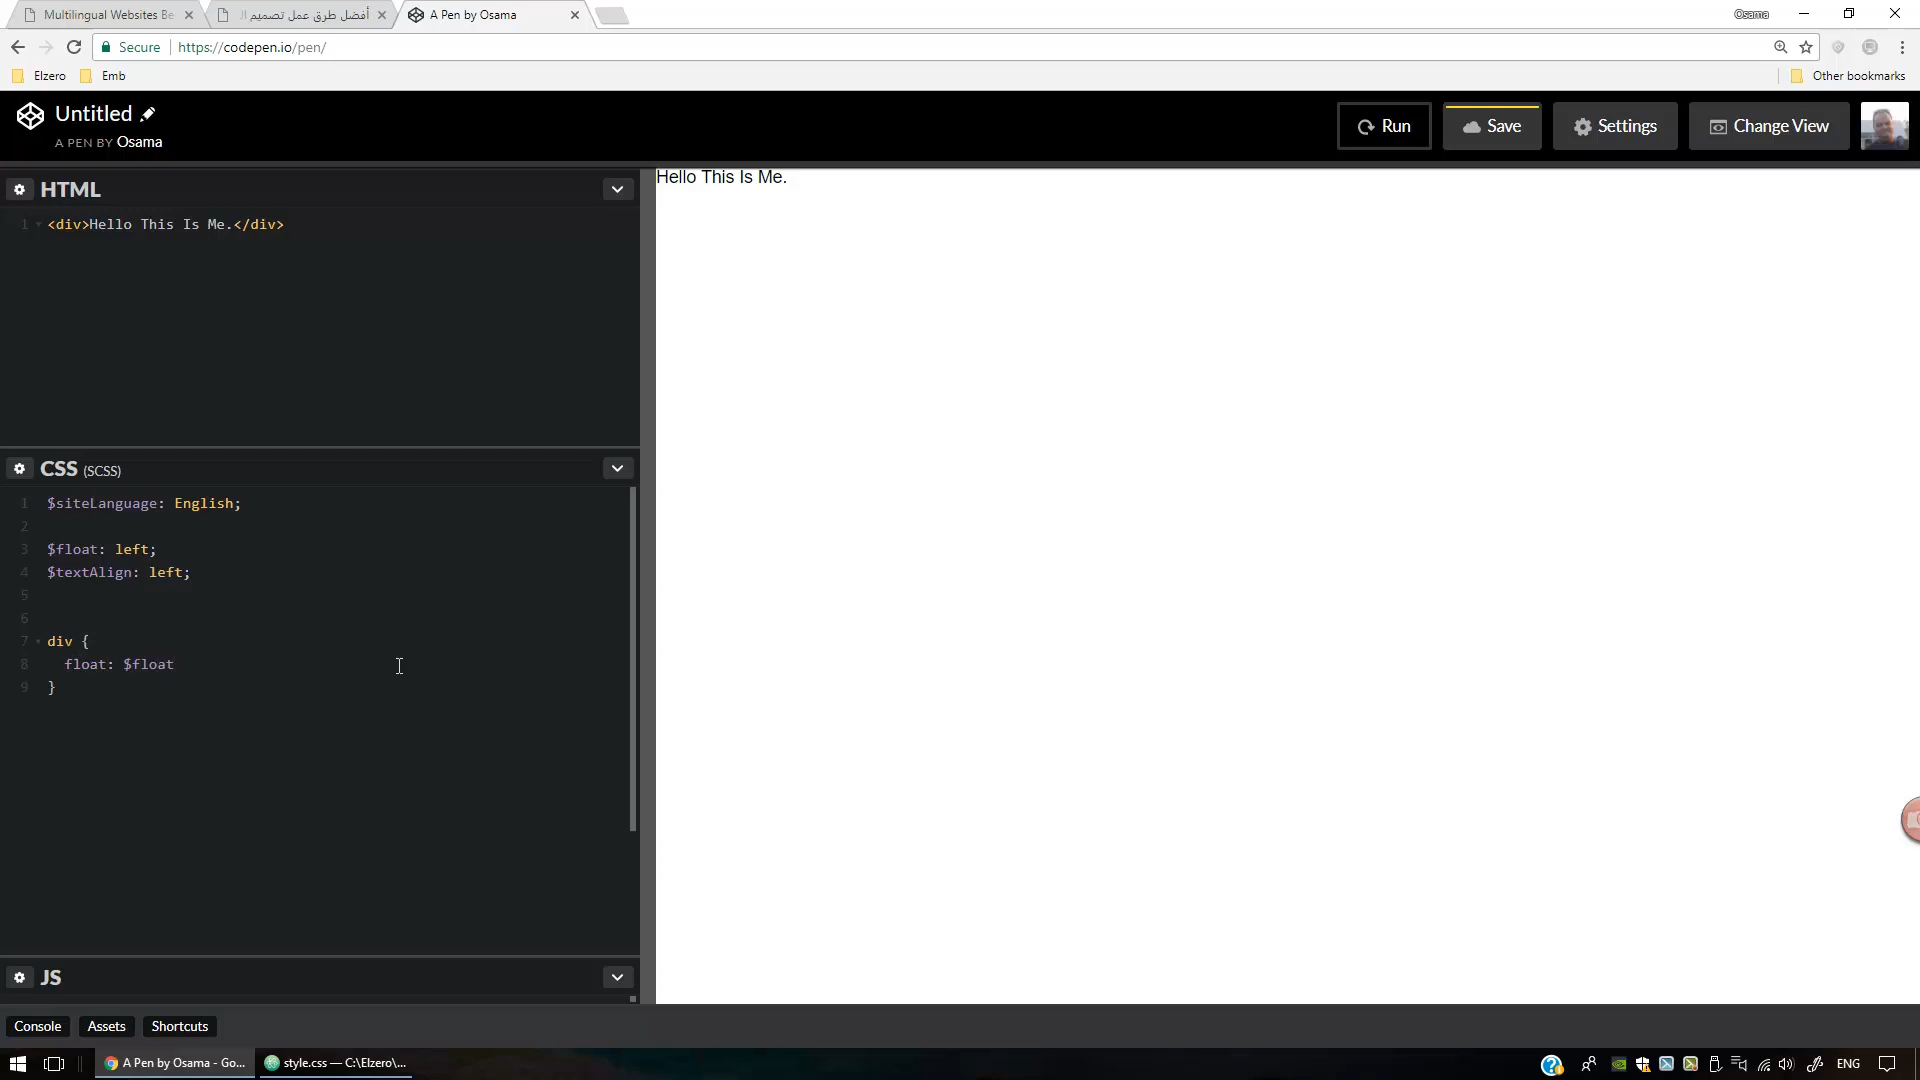 Multilingual Websites Be
أفضل طرق عمل تصميم ال
A Pen by Osama
Osama
Secure
https://codepen.io/pen/
Elzero
Emb
Other bookmarks
Untitled
A PEN BY Osama
Run
Save
Settings
Change View
HTML
1 <div>Hello This Is Me.</div>
Hello This Is Me.
CSS (SCSS)
1 $siteLanguage: English;
2
3 $float: left;
4 $textAlign: left;
5
6
7 div {
8 float: $float
9 }
JS
Console
Assets
Shortcuts
A Pen by Osama - Go...
style.css — C:\Elzero\...
ENG